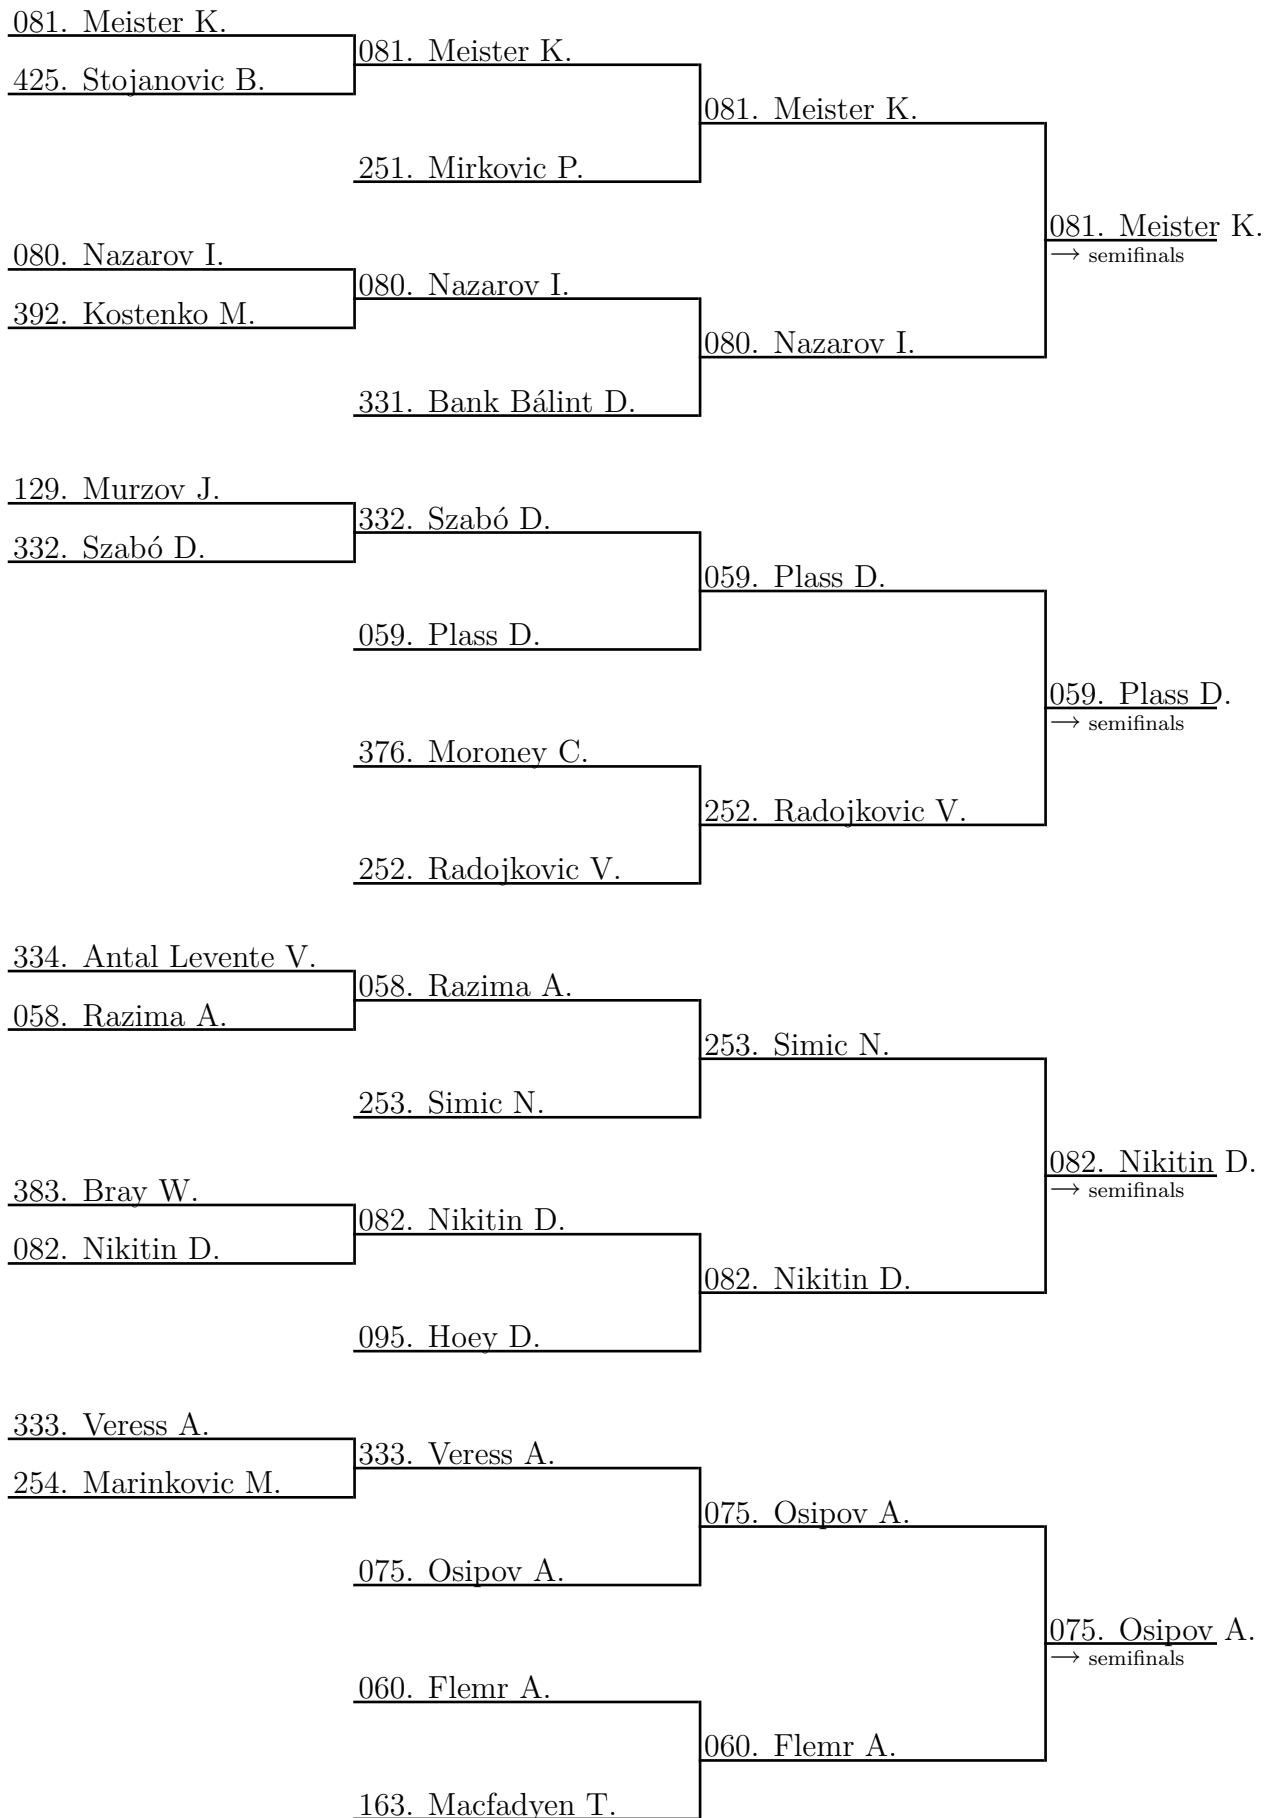 081. Meister K.
081. Meister K.
425. Stojanovic B.
081. Meister K.
251. Mirkovic P.
081. Meister K.
→ semifinals
080. Nazarov I.
080. Nazarov I.
392. Kostenko M.
080. Nazarov I.
331. Bank Bálint D.
129. Murzov J.
332. Szabó D.
332. Szabó D.
059. Plass D.
059. Plass D.
059. Plass D.
→ semifinals
376. Moroney C.
252. Radojkovic V.
252. Radojkovic V.
334. Antal Levente V.
058. Razima A.
058. Razima A.
253. Simic N.
253. Simic N.
082. Nikitin D.
→ semifinals
383. Bray W.
082. Nikitin D.
082. Nikitin D.
082. Nikitin D.
095. Hoey D.
333. Veress A.
333. Veress A.
254. Marinkovic M.
075. Osipov A.
075. Osipov A.
075. Osipov A.
→ semifinals
060. Flemr A.
060. Flemr A.
163. Macfadyen T.